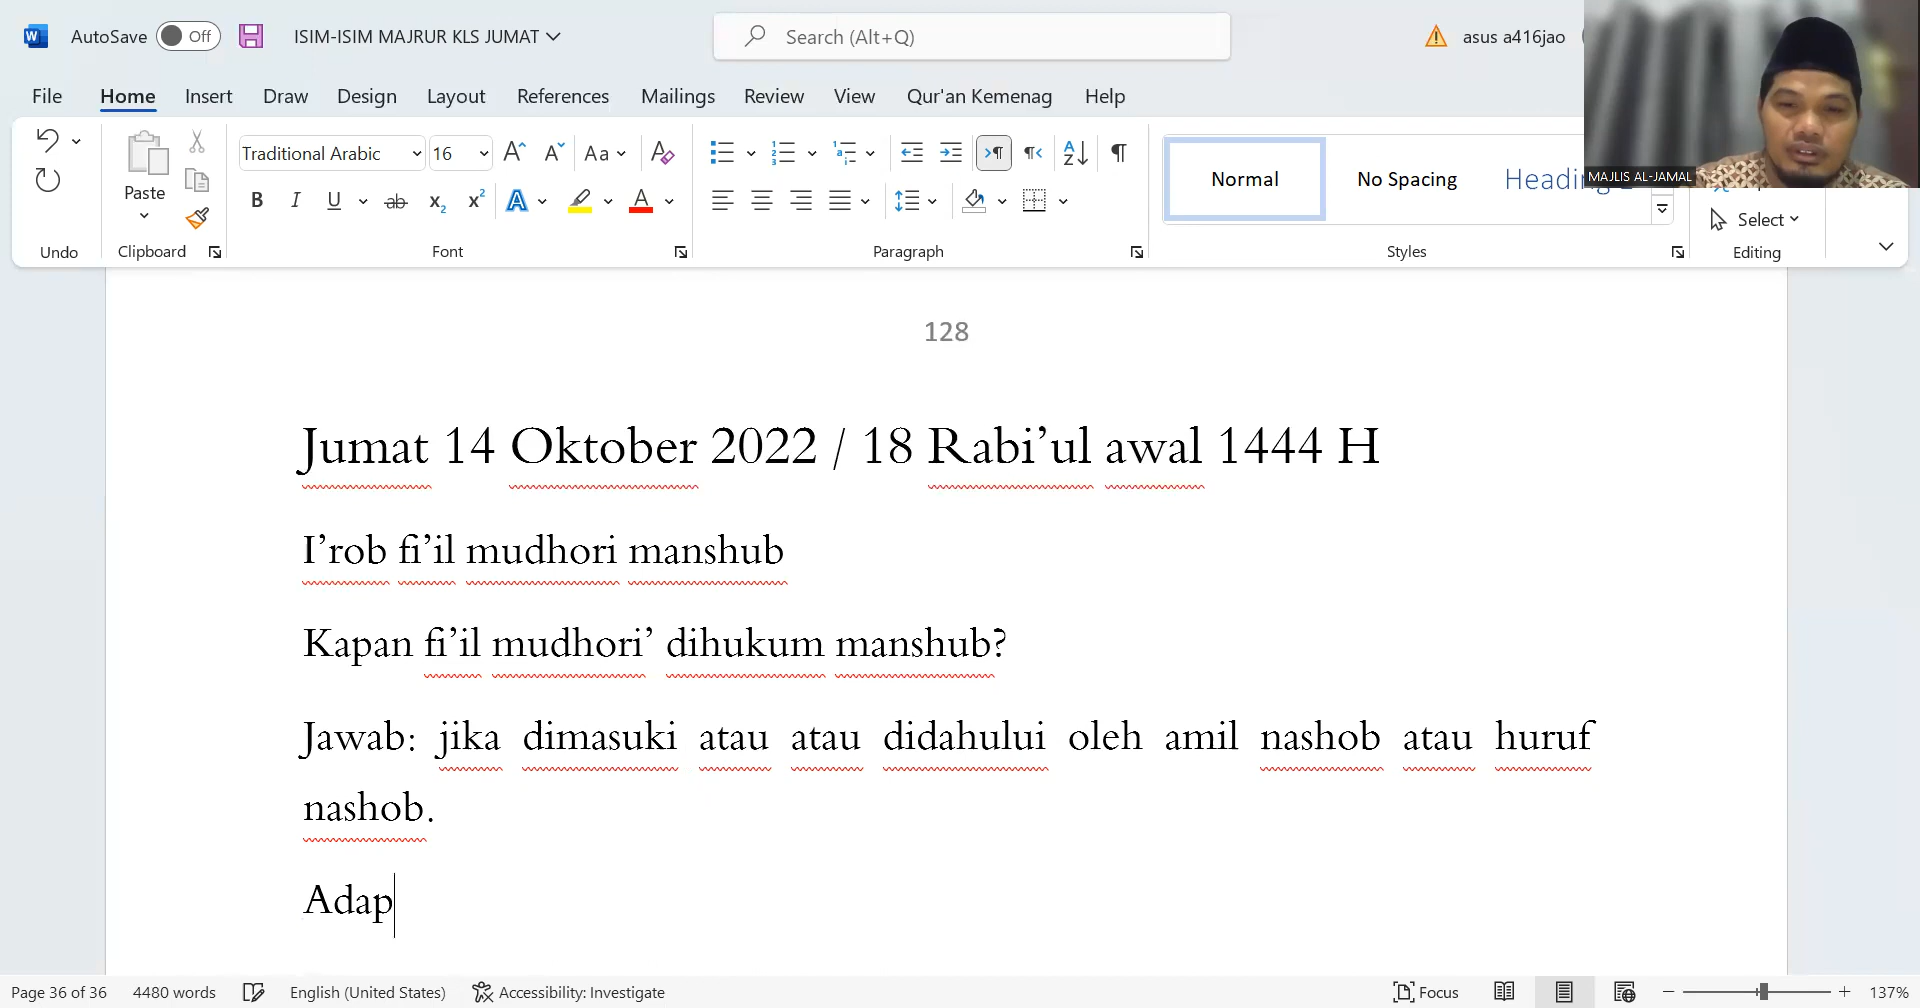 AutoSave Off ISIM-ISIM MAJRUR KLS JUMAT Search (Alt+Q) asus a416jao
File Home Insert Draw Design Layout References Mailings Review View Qur'an Kemenag Help
MAJLIS AL-JAMAL
Paste
Traditional Arabic 16 Aa
B I U ab x₂ x² A A
Normal No Spacing Heading
Select
Undo Clipboard Font Paragraph Styles Editing
128
Jumat 14 Oktober 2022 / 18 Rabi’ul awal 1444 H
I’rob fi’il mudhori manshub
Kapan fi’il mudhori’ dihukum manshub?
Jawab: jika dimasuki atau atau didahului oleh amil nashob atau huruf
nashob.
Adap
Page 36 of 36 4480 words English (United States) Accessibility: Investigate Focus 137%